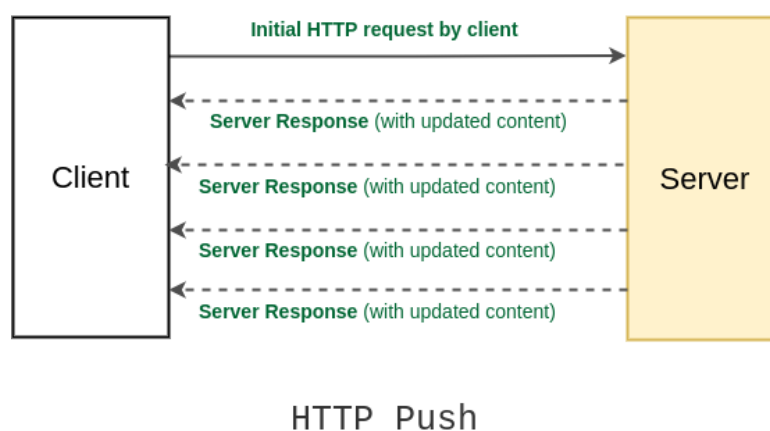 Initial HTTP request by client
Server Response (with updated content)
Client
Server Response (with updated content)
Server
Server Response (with updated content)
Server Response (with updated content)
HTTP Push